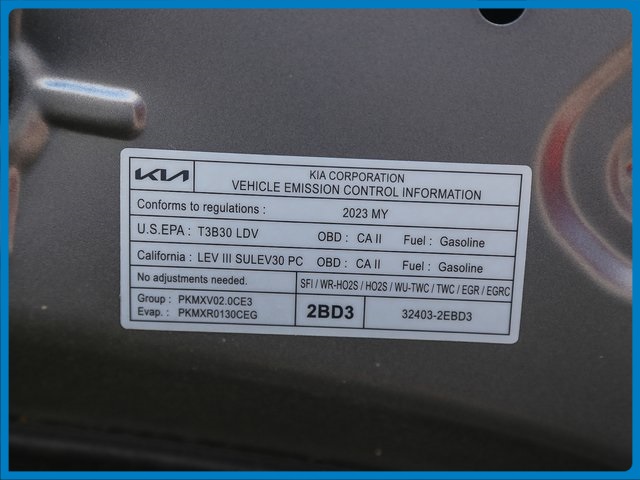 KIA
KIA CORPORATION
VEHICLE EMISSION CONTROL INFORMATION
Conforms to regulations : 2023 MY
U.S.EPA : T3B30 LDV OBD : CA II Fuel : Gasoline
California : LEV III SULEV30 PC OBD : CA II Fuel : Gasoline
No adjustments needed. SFI / WR-HO2S / HO2S / WU-TWC / TWC / EGR / EGRC
Group : PKMXV02.0CE3
Evap. : PKMXR0130CEG
2BD3
32403-2EBD3